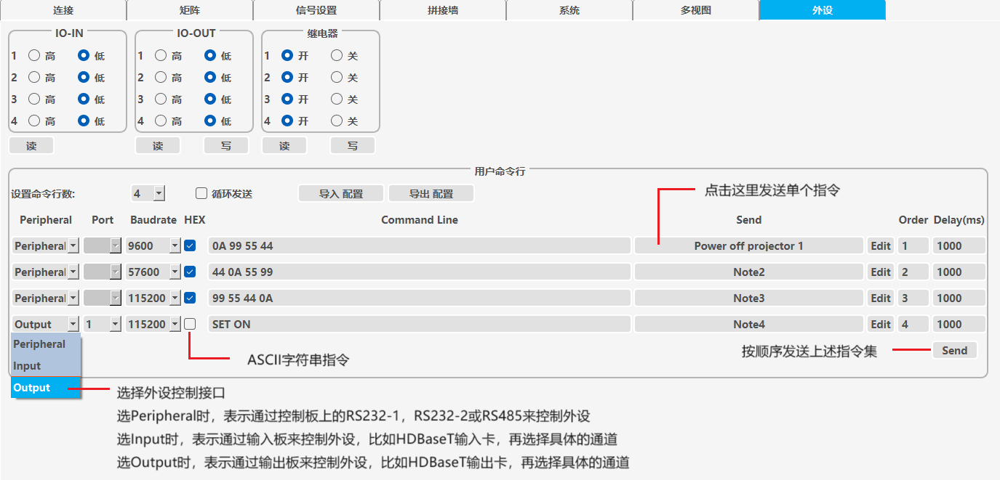 连接 矩阵 信号设置 拼接墙 系统 多视图 外设
IO-IN IO-OUT 继电器
1 高 低 1 高 低 1 开 关
2 高 低 2 高 低 2 开 关
3 高 低 3 高 低 3 开 关
4 高 低 4 高 低 4 开 关
读 读 写 读 写
用户命令行
设置命令行数: 4 循环发送 导入 配置 导出 配置 点击这里发送单个指令
Peripheral Port Baudrate HEX Command Line Send Order Delay(ms)
Peripheral 9600 0A 99 55 44 Power off projector 1 Edit 1 1000
Peripheral 57600 44 0A 55 99 Note2 Edit 2 1000
Peripheral 115200 99 55 44 0A Note3 Edit 3 1000
Output 1 115200 SET ON Note4 Edit 4 1000
Peripheral
Input
Output
ASCII字符串指令 按顺序发送上述指令集 Send
选择外设控制接口
选Peripheral时，表示通过控制板上的RS232-1，RS232-2或RS485来控制外设
选Input时，表示通过输入板来控制外设，比如HDBaseT输入卡，再选择具体的通道
选Output时，表示通过输出板来控制外设，比如HDBaseT输出卡，再选择具体的通道